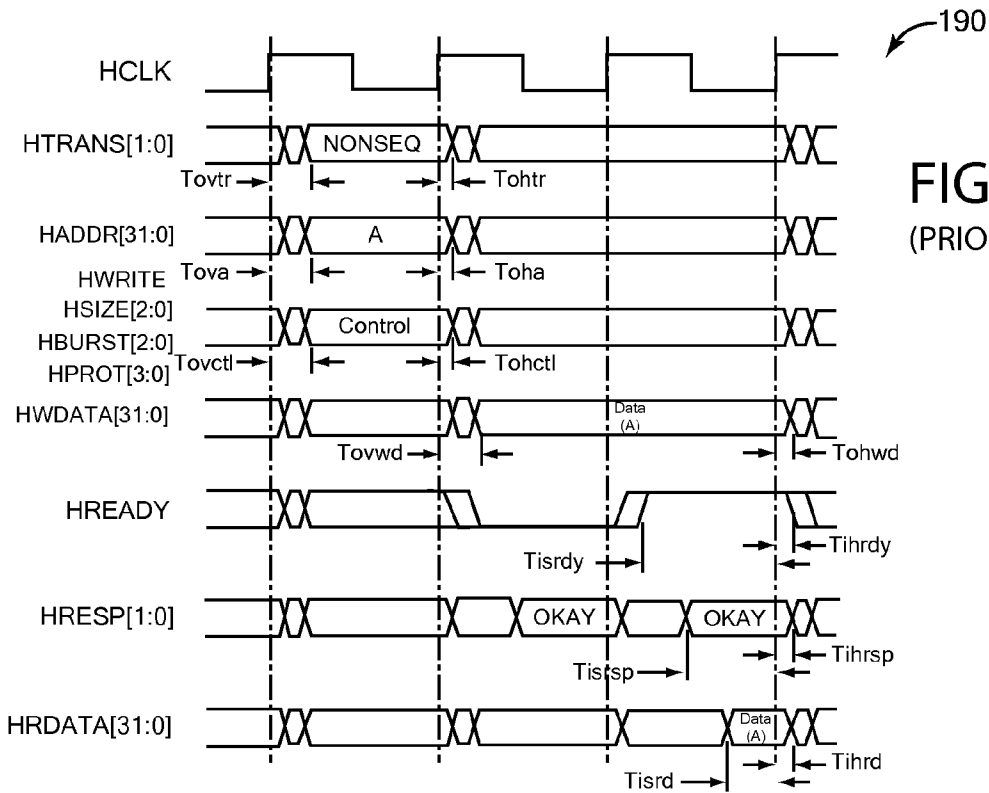 190
HCLK
HTRANS[1:0]
NONSEQ
Tovtr
Tohtr
FIG
(PRIO
HADDR[31:0]
A
Tova
Toha
HWRITE
HSIZE[2:0]
Control
HBURST[2:0]
Tovctl
Tohctl
HPROT[3:0]
HWDATA[31:0]
Data
(A)
Tovwd
Tohwd
HREADY
Tisrdy
Tihrdy
HRESP[1:0]
OKAY
OKAY
Tisrsp
Tihrsp
HRDATA[31:0]
Data
(A)
Tisrd
Tihrd